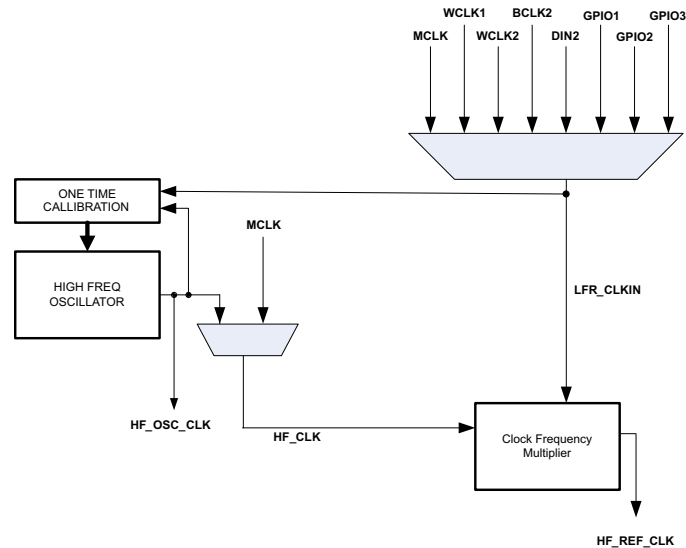 WCLK1
BCLK2
GPIO1
GPIO3
MCLK
WCLK2
DIN2
GPIO2
ONE TIME
CALLIBRATION
MCLK
HIGH FREQ
OSCILLATOR
LFR_CLKIN
HF_OSC_CLK
HF_CLK
Clock Frequency
Multiplier
HF_REF_CLK